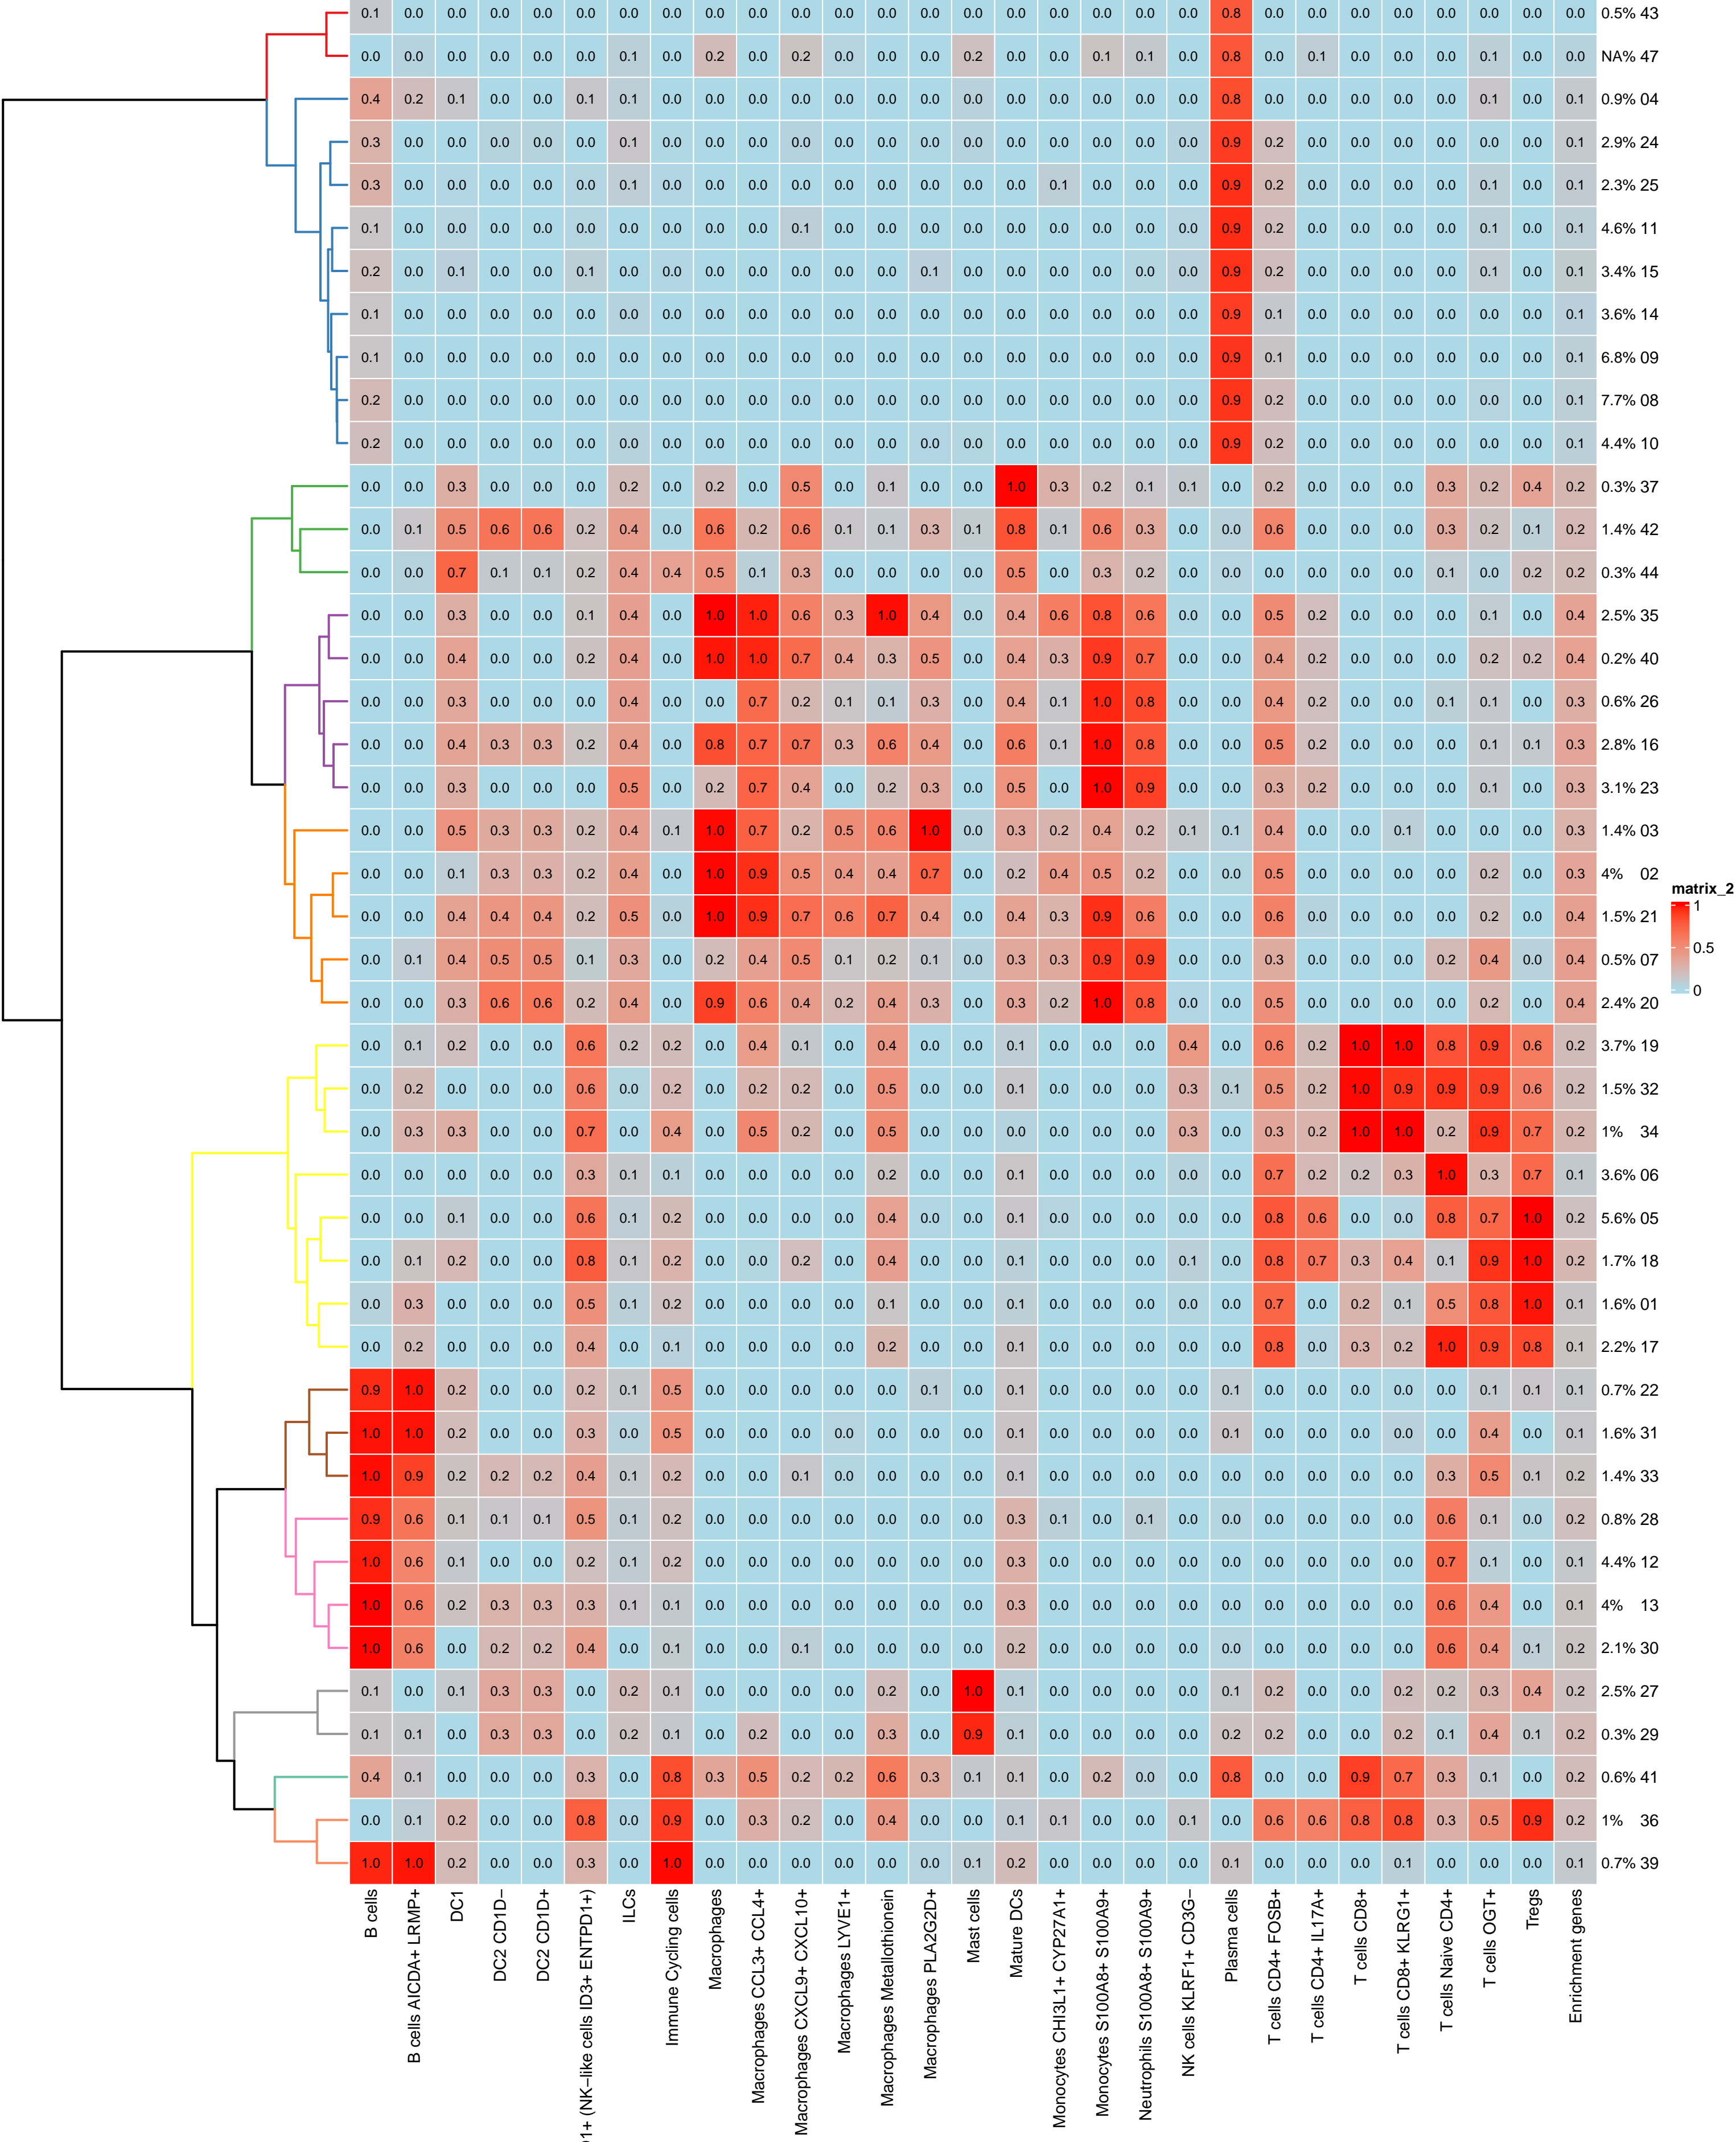 0.1 0.0 0.0 0.0 0.0 0.0 0.0 0.0 0.0 0.0 0.0 0.0 0.0 0.0 0.0 0.0 0.0 0.0 0.0 0.0 0.8 0.0 0.0 0.0 0.0 0.0 0.0 0.0 0.0 0.5% 43
0.0 0.0 0.0 0.0 0.0 0.0 0.1 0.0 0.2 0.0 0.2 0.0 0.0 0.0 0.2 0.0 0.0 0.1 0.1 0.0 0.8 0.0 0.1 0.0 0.0 0.0 0.1 0.0 0.0 NA% 47
0.4 0.2 0.1 0.0 0.0 0.1 0.1 0.0 0.0 0.0 0.0 0.0 0.0 0.0 0.0 0.0 0.0 0.0 0.0 0.0 0.8 0.0 0.0 0.0 0.0 0.0 0.1 0.0 0.1 0.9% 04
0.3 0.0 0.0 0.0 0.0 0.0 0.1 0.0 0.0 0.0 0.0 0.0 0.0 0.0 0.0 0.0 0.0 0.0 0.0 0.0 0.9 0.2 0.0 0.0 0.0 0.0 0.0 0.0 0.1 2.9% 24
0.3 0.0 0.0 0.0 0.0 0.0 0.1 0.0 0.0 0.0 0.0 0.0 0.0 0.0 0.0 0.0 0.1 0.0 0.0 0.0 0.9 0.2 0.0 0.0 0.0 0.0 0.1 0.0 0.1 2.3% 25
0.1 0.0 0.0 0.0 0.0 0.0 0.0 0.0 0.0 0.0 0.1 0.0 0.0 0.0 0.0 0.0 0.0 0.0 0.0 0.0 0.9 0.2 0.0 0.0 0.0 0.0 0.1 0.0 0.1 4.6% 11
0.2 0.0 0.1 0.0 0.0 0.1 0.0 0.0 0.0 0.0 0.0 0.0 0.0 0.1 0.0 0.0 0.0 0.0 0.0 0.0 0.9 0.2 0.0 0.0 0.0 0.0 0.1 0.0 0.1 3.4% 15
0.1 0.0 0.0 0.0 0.0 0.0 0.0 0.0 0.0 0.0 0.0 0.0 0.0 0.0 0.0 0.0 0.0 0.0 0.0 0.0 0.9 0.1 0.0 0.0 0.0 0.0 0.0 0.0 0.1 3.6% 14
0.1 0.0 0.0 0.0 0.0 0.0 0.0 0.0 0.0 0.0 0.0 0.0 0.0 0.0 0.0 0.0 0.0 0.0 0.0 0.0 0.9 0.1 0.0 0.0 0.0 0.0 0.0 0.0 0.1 6.8% 09
0.2 0.0 0.0 0.0 0.0 0.0 0.0 0.0 0.0 0.0 0.0 0.0 0.0 0.0 0.0 0.0 0.0 0.0 0.0 0.0 0.9 0.2 0.0 0.0 0.0 0.0 0.0 0.0 0.1 7.7% 08
0.2 0.0 0.0 0.0 0.0 0.0 0.0 0.0 0.0 0.0 0.0 0.0 0.0 0.0 0.0 0.0 0.0 0.0 0.0 0.0 0.9 0.2 0.0 0.0 0.0 0.0 0.0 0.0 0.1 4.4% 10
0.0 0.0 0.3 0.0 0.0 0.0 0.2 0.0 0.2 0.0 0.5 0.0 0.1 0.0 0.0 1.0 0.3 0.2 0.1 0.1 0.0 0.2 0.0 0.0 0.0 0.3 0.2 0.4 0.2 0.3% 37
0.0 0.1 0.5 0.6 0.6 0.2 0.4 0.0 0.6 0.2 0.6 0.1 0.1 0.3 0.1 0.8 0.1 0.6 0.3 0.0 0.0 0.6 0.0 0.0 0.0 0.3 0.2 0.1 0.2 1.4% 42
0.0 0.0 0.7 0.1 0.1 0.2 0.4 0.4 0.5 0.1 0.3 0.0 0.0 0.0 0.0 0.5 0.0 0.3 0.2 0.0 0.0 0.0 0.0 0.0 0.0 0.1 0.0 0.2 0.2 0.3% 44
0.0 0.0 0.3 0.0 0.0 0.1 0.4 0.0 1.0 1.0 0.6 0.3 1.0 0.4 0.0 0.4 0.6 0.8 0.6 0.0 0.0 0.5 0.2 0.0 0.0 0.0 0.1 0.0 0.4 2.5% 35
0.0 0.0 0.4 0.0 0.0 0.2 0.4 0.0 1.0 1.0 0.7 0.4 0.3 0.5 0.0 0.4 0.3 0.9 0.7 0.0 0.0 0.4 0.2 0.0 0.0 0.0 0.2 0.2 0.4 0.2% 40
0.0 0.0 0.3 0.0 0.0 0.0 0.4 0.0 0.0 0.7 0.2 0.1 0.1 0.3 0.0 0.4 0.1 1.0 0.8 0.0 0.0 0.4 0.2 0.0 0.0 0.1 0.1 0.0 0.3 0.6% 26
0.0 0.0 0.4 0.3 0.3 0.2 0.4 0.0 0.8 0.7 0.7 0.3 0.6 0.4 0.0 0.6 0.1 1.0 0.8 0.0 0.0 0.5 0.2 0.0 0.0 0.0 0.1 0.1 0.3 2.8% 16
0.0 0.0 0.3 0.0 0.0 0.0 0.5 0.0 0.2 0.7 0.4 0.0 0.2 0.3 0.0 0.5 0.0 1.0 0.9 0.0 0.0 0.3 0.2 0.0 0.0 0.0 0.1 0.0 0.3 3.1% 23
0.0 0.0 0.5 0.3 0.3 0.2 0.4 0.1 1.0 0.7 0.2 0.5 0.6 1.0 0.0 0.3 0.2 0.4 0.2 0.1 0.1 0.4 0.0 0.0 0.1 0.0 0.0 0.0 0.3 1.4% 03
0.0 0.0 0.1 0.3 0.3 0.2 0.4 0.0 1.0 0.9 0.5 0.4 0.4 0.7 0.0 0.2 0.4 0.5 0.2 0.0 0.0 0.5 0.0 0.0 0.0 0.0 0.2 0.0 0.3 4% 02
0.0 0.0 0.4 0.4 0.4 0.2 0.5 0.0 1.0 0.9 0.7 0.6 0.7 0.4 0.0 0.4 0.3 0.9 0.6 0.0 0.0 0.6 0.0 0.0 0.0 0.0 0.2 0.0 0.4 1.5% 21
0.0 0.1 0.4 0.5 0.5 0.1 0.3 0.0 0.2 0.4 0.5 0.1 0.2 0.1 0.0 0.3 0.3 0.9 0.9 0.0 0.0 0.3 0.0 0.0 0.0 0.2 0.4 0.0 0.4 0.5% 07
0.0 0.0 0.3 0.6 0.6 0.2 0.4 0.0 0.9 0.6 0.4 0.2 0.4 0.3 0.0 0.3 0.2 1.0 0.8 0.0 0.0 0.5 0.0 0.0 0.0 0.0 0.2 0.0 0.4 2.4% 20
0.0 0.1 0.2 0.0 0.0 0.6 0.2 0.2 0.0 0.4 0.1 0.0 0.4 0.0 0.0 0.1 0.0 0.0 0.0 0.4 0.0 0.6 0.2 1.0 1.0 0.8 0.9 0.6 0.2 3.7% 19
0.0 0.2 0.0 0.0 0.0 0.6 0.0 0.2 0.0 0.2 0.2 0.0 0.5 0.0 0.0 0.1 0.0 0.0 0.0 0.3 0.1 0.5 0.2 1.0 0.9 0.9 0.9 0.6 0.2 1.5% 32
0.0 0.3 0.3 0.0 0.0 0.7 0.0 0.4 0.0 0.5 0.2 0.0 0.5 0.0 0.0 0.0 0.0 0.0 0.0 0.3 0.0 0.3 0.2 1.0 1.0 0.2 0.9 0.7 0.2 1% 34
0.0 0.0 0.0 0.0 0.0 0.3 0.1 0.1 0.0 0.0 0.0 0.0 0.2 0.0 0.0 0.1 0.0 0.0 0.0 0.0 0.0 0.7 0.2 0.2 0.3 1.0 0.3 0.7 0.1 3.6% 06
0.0 0.0 0.1 0.0 0.0 0.6 0.1 0.2 0.0 0.0 0.0 0.0 0.4 0.0 0.0 0.1 0.0 0.0 0.0 0.0 0.0 0.8 0.6 0.0 0.0 0.8 0.7 1.0 0.2 5.6% 05
0.0 0.1 0.2 0.0 0.0 0.8 0.1 0.2 0.0 0.0 0.2 0.0 0.4 0.0 0.0 0.1 0.0 0.0 0.0 0.1 0.0 0.8 0.7 0.3 0.4 0.1 0.9 1.0 0.2 1.7% 18
0.0 0.3 0.0 0.0 0.0 0.5 0.1 0.2 0.0 0.0 0.0 0.0 0.1 0.0 0.0 0.1 0.0 0.0 0.0 0.0 0.0 0.7 0.0 0.2 0.1 0.5 0.8 1.0 0.1 1.6% 01
0.0 0.2 0.0 0.0 0.0 0.4 0.0 0.1 0.0 0.0 0.0 0.0 0.2 0.0 0.0 0.1 0.0 0.0 0.0 0.0 0.0 0.8 0.0 0.3 0.2 1.0 0.9 0.8 0.1 2.2% 17
0.9 1.0 0.2 0.0 0.0 0.2 0.1 0.5 0.0 0.0 0.0 0.0 0.0 0.1 0.0 0.1 0.0 0.0 0.0 0.0 0.1 0.0 0.0 0.0 0.0 0.0 0.1 0.1 0.1 0.7% 22
1.0 1.0 0.2 0.0 0.0 0.3 0.0 0.5 0.0 0.0 0.0 0.0 0.0 0.0 0.0 0.1 0.0 0.0 0.0 0.0 0.1 0.0 0.0 0.0 0.0 0.0 0.4 0.0 0.1 1.6% 31
1.0 0.9 0.2 0.2 0.2 0.4 0.1 0.2 0.0 0.0 0.1 0.0 0.0 0.0 0.0 0.1 0.0 0.0 0.0 0.0 0.0 0.0 0.0 0.0 0.0 0.3 0.5 0.1 0.2 1.4% 33
0.9 0.6 0.1 0.1 0.1 0.5 0.1 0.2 0.0 0.0 0.0 0.0 0.0 0.0 0.0 0.3 0.1 0.0 0.1 0.0 0.0 0.0 0.0 0.0 0.0 0.6 0.1 0.0 0.2 0.8% 28
1.0 0.6 0.1 0.0 0.0 0.2 0.1 0.2 0.0 0.0 0.0 0.0 0.0 0.0 0.0 0.3 0.0 0.0 0.0 0.0 0.0 0.0 0.0 0.0 0.0 0.7 0.1 0.0 0.1 4.4% 12
1.0 0.6 0.2 0.3 0.3 0.3 0.1 0.1 0.0 0.0 0.0 0.0 0.0 0.0 0.0 0.3 0.0 0.0 0.0 0.0 0.0 0.0 0.0 0.0 0.0 0.6 0.4 0.0 0.1 4% 13
1.0 0.6 0.0 0.2 0.2 0.4 0.0 0.1 0.0 0.0 0.1 0.0 0.0 0.0 0.0 0.2 0.0 0.0 0.0 0.0 0.0 0.0 0.0 0.0 0.0 0.6 0.4 0.1 0.2 2.1% 30
0.1 0.0 0.1 0.3 0.3 0.0 0.2 0.1 0.0 0.0 0.0 0.0 0.2 0.0 1.0 0.1 0.0 0.0 0.0 0.0 0.1 0.2 0.0 0.0 0.2 0.2 0.3 0.4 0.2 2.5% 27
0.1 0.1 0.0 0.3 0.3 0.0 0.2 0.1 0.0 0.2 0.0 0.0 0.3 0.0 0.9 0.1 0.0 0.0 0.0 0.0 0.2 0.2 0.0 0.0 0.2 0.1 0.4 0.1 0.2 0.3% 29
0.4 0.1 0.0 0.0 0.0 0.3 0.0 0.8 0.3 0.5 0.2 0.2 0.6 0.3 0.1 0.1 0.0 0.2 0.0 0.0 0.8 0.0 0.0 0.9 0.7 0.3 0.1 0.0 0.2 0.6% 41
0.0 0.1 0.2 0.0 0.0 0.8 0.0 0.9 0.0 0.3 0.2 0.0 0.4 0.0 0.0 0.1 0.1 0.0 0.0 0.1 0.0 0.6 0.6 0.8 0.8 0.3 0.5 0.9 0.2 1% 36
1.0 1.0 0.2 0.0 0.0 0.3 0.0 1.0 0.0 0.0 0.0 0.0 0.0 0.0 0.1 0.2 0.0 0.0 0.0 0.0 0.1 0.0 0.0 0.0 0.1 0.0 0.0 0.0 0.1 0.7% 39
B cells
B cells AICDA+ LRMP+
DC1
DC2 CD1D−
DC2 CD1D+
1+ (NK−like cells ID3+ ENTPD1+)
ILCs
Immune Cycling cells
Macrophages
Macrophages CCL3+ CCL4+
Macrophages CXCL9+ CXCL10+
Macrophages LYVE1+
Macrophages Metallothionein
Macrophages PLA2G2D+
Mast cells
Mature DCs
Monocytes CHI3L1+ CYP27A1+
Monocytes S100A8+ S100A9+
Neutrophils S100A8+ S100A9+
NK cells KLRF1+ CD3G−
Plasma cells
T cells CD4+ FOSB+
T cells CD4+ IL17A+
T cells CD8+
T cells CD8+ KLRG1+
T cells Naive CD4+
T cells OGT+
Tregs
Enrichment genes
matrix_2
1
0.5
0